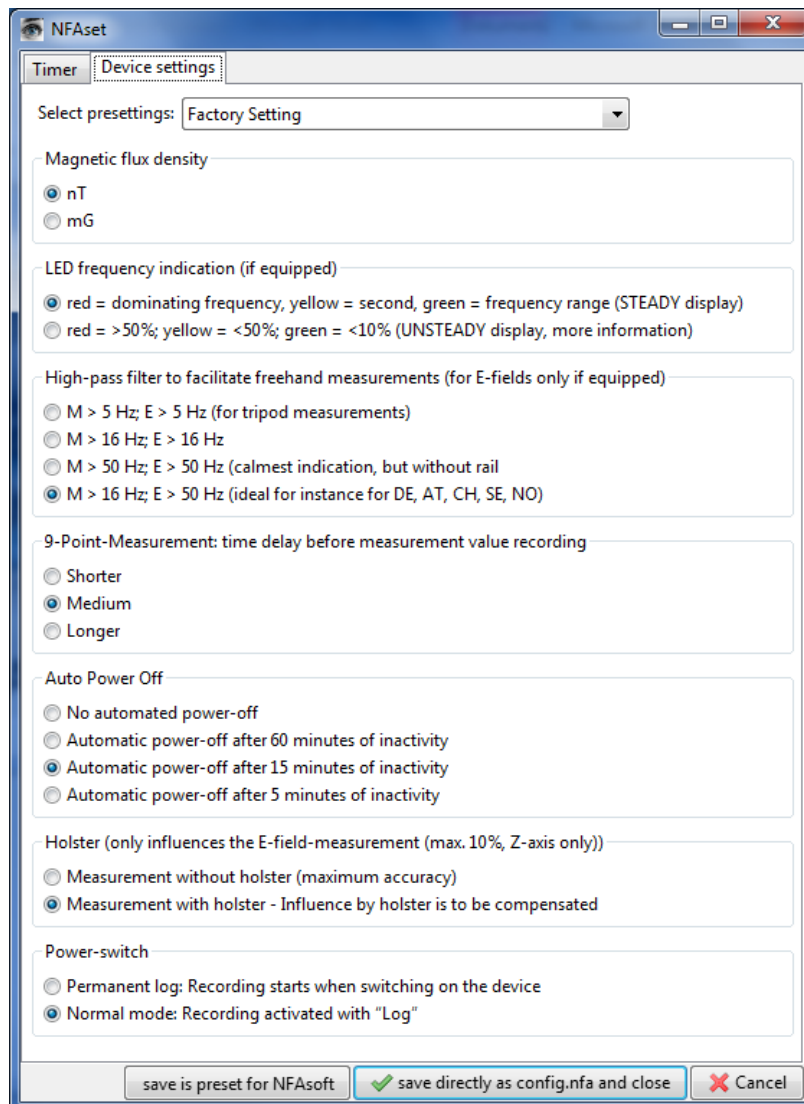 NFAset
Timer
Device settings
Select presettings: Factory Setting
Magnetic flux density
nT
mG
LED frequency indication (if equipped)
red = dominating frequency, yellow = second, green = frequency range (STEADY display)
red = >50%; yellow = <50%; green = <10% (UNSTEADY display, more information)
High-pass filter to facilitate freehand measurements (for E-fields only if equipped)
M > 5 Hz; E > 5 Hz (for tripod measurements)
M > 16 Hz; E > 16 Hz
M > 50 Hz; E > 50 Hz (calmest indication, but without rail
M > 16 Hz; E > 50 Hz (ideal for instance for DE, AT, CH, SE, NO)
9-Point-Measurement: time delay before measurement value recording
Shorter
Medium
Longer
Auto Power Off
No automated power-off
Automatic power-off after 60 minutes of inactivity
Automatic power-off after 15 minutes of inactivity
Automatic power-off after 5 minutes of inactivity
Holster (only influences the E-field-measurement (max. 10%, Z-axis only))
Measurement without holster (maximum accuracy)
Measurement with holster - Influence by holster is to be compensated
Power-switch
Permanent log: Recording starts when switching on the device
Normal mode: Recording activated with “Log”
save is preset for NFAsoft
save directly as config.nfa and close
Cancel